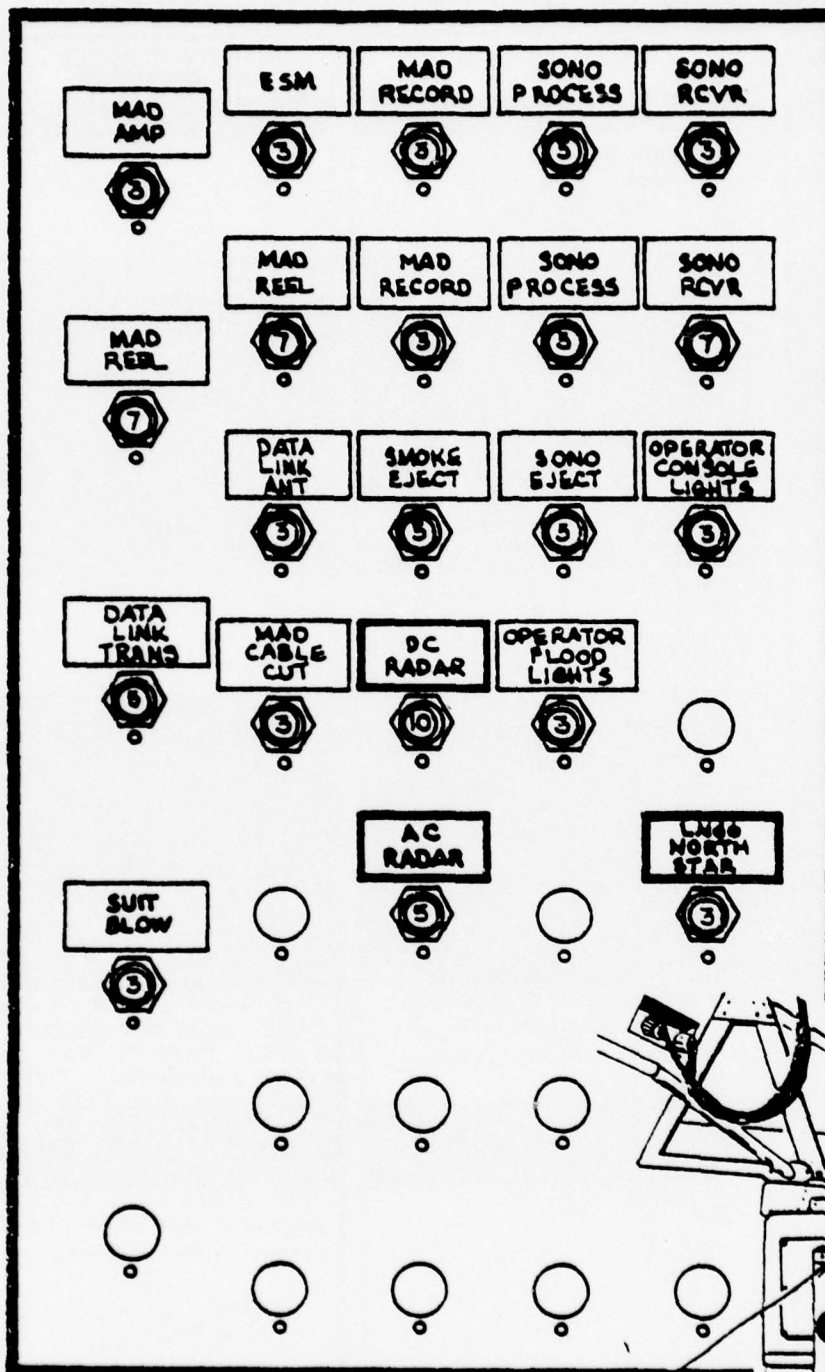 ESM
MAD
RECORD
SONO
PROCESS
SONO
RCVR
MAD
AMP
3
3
3
3
3
MAD
REEL
MAD
RECORD
SONO
PROCESS
SONO
RCVR
MAD
REEL
7
3
3
7
7
DATA
LINK
ANT
SMOKE
EJECT
SONO
EJECT
OPERATOR
CONSOLE
LIGHTS
3
3
5
3
DATA
LINK
TRANS
MAD
CABLE
CUT
DC
RADAR
OPERATOR
FLOOD
LIGHTS
3
10
3
AC
RADAR
LN66
NORTH
STAR
SUIT
BLOW
5
3
3